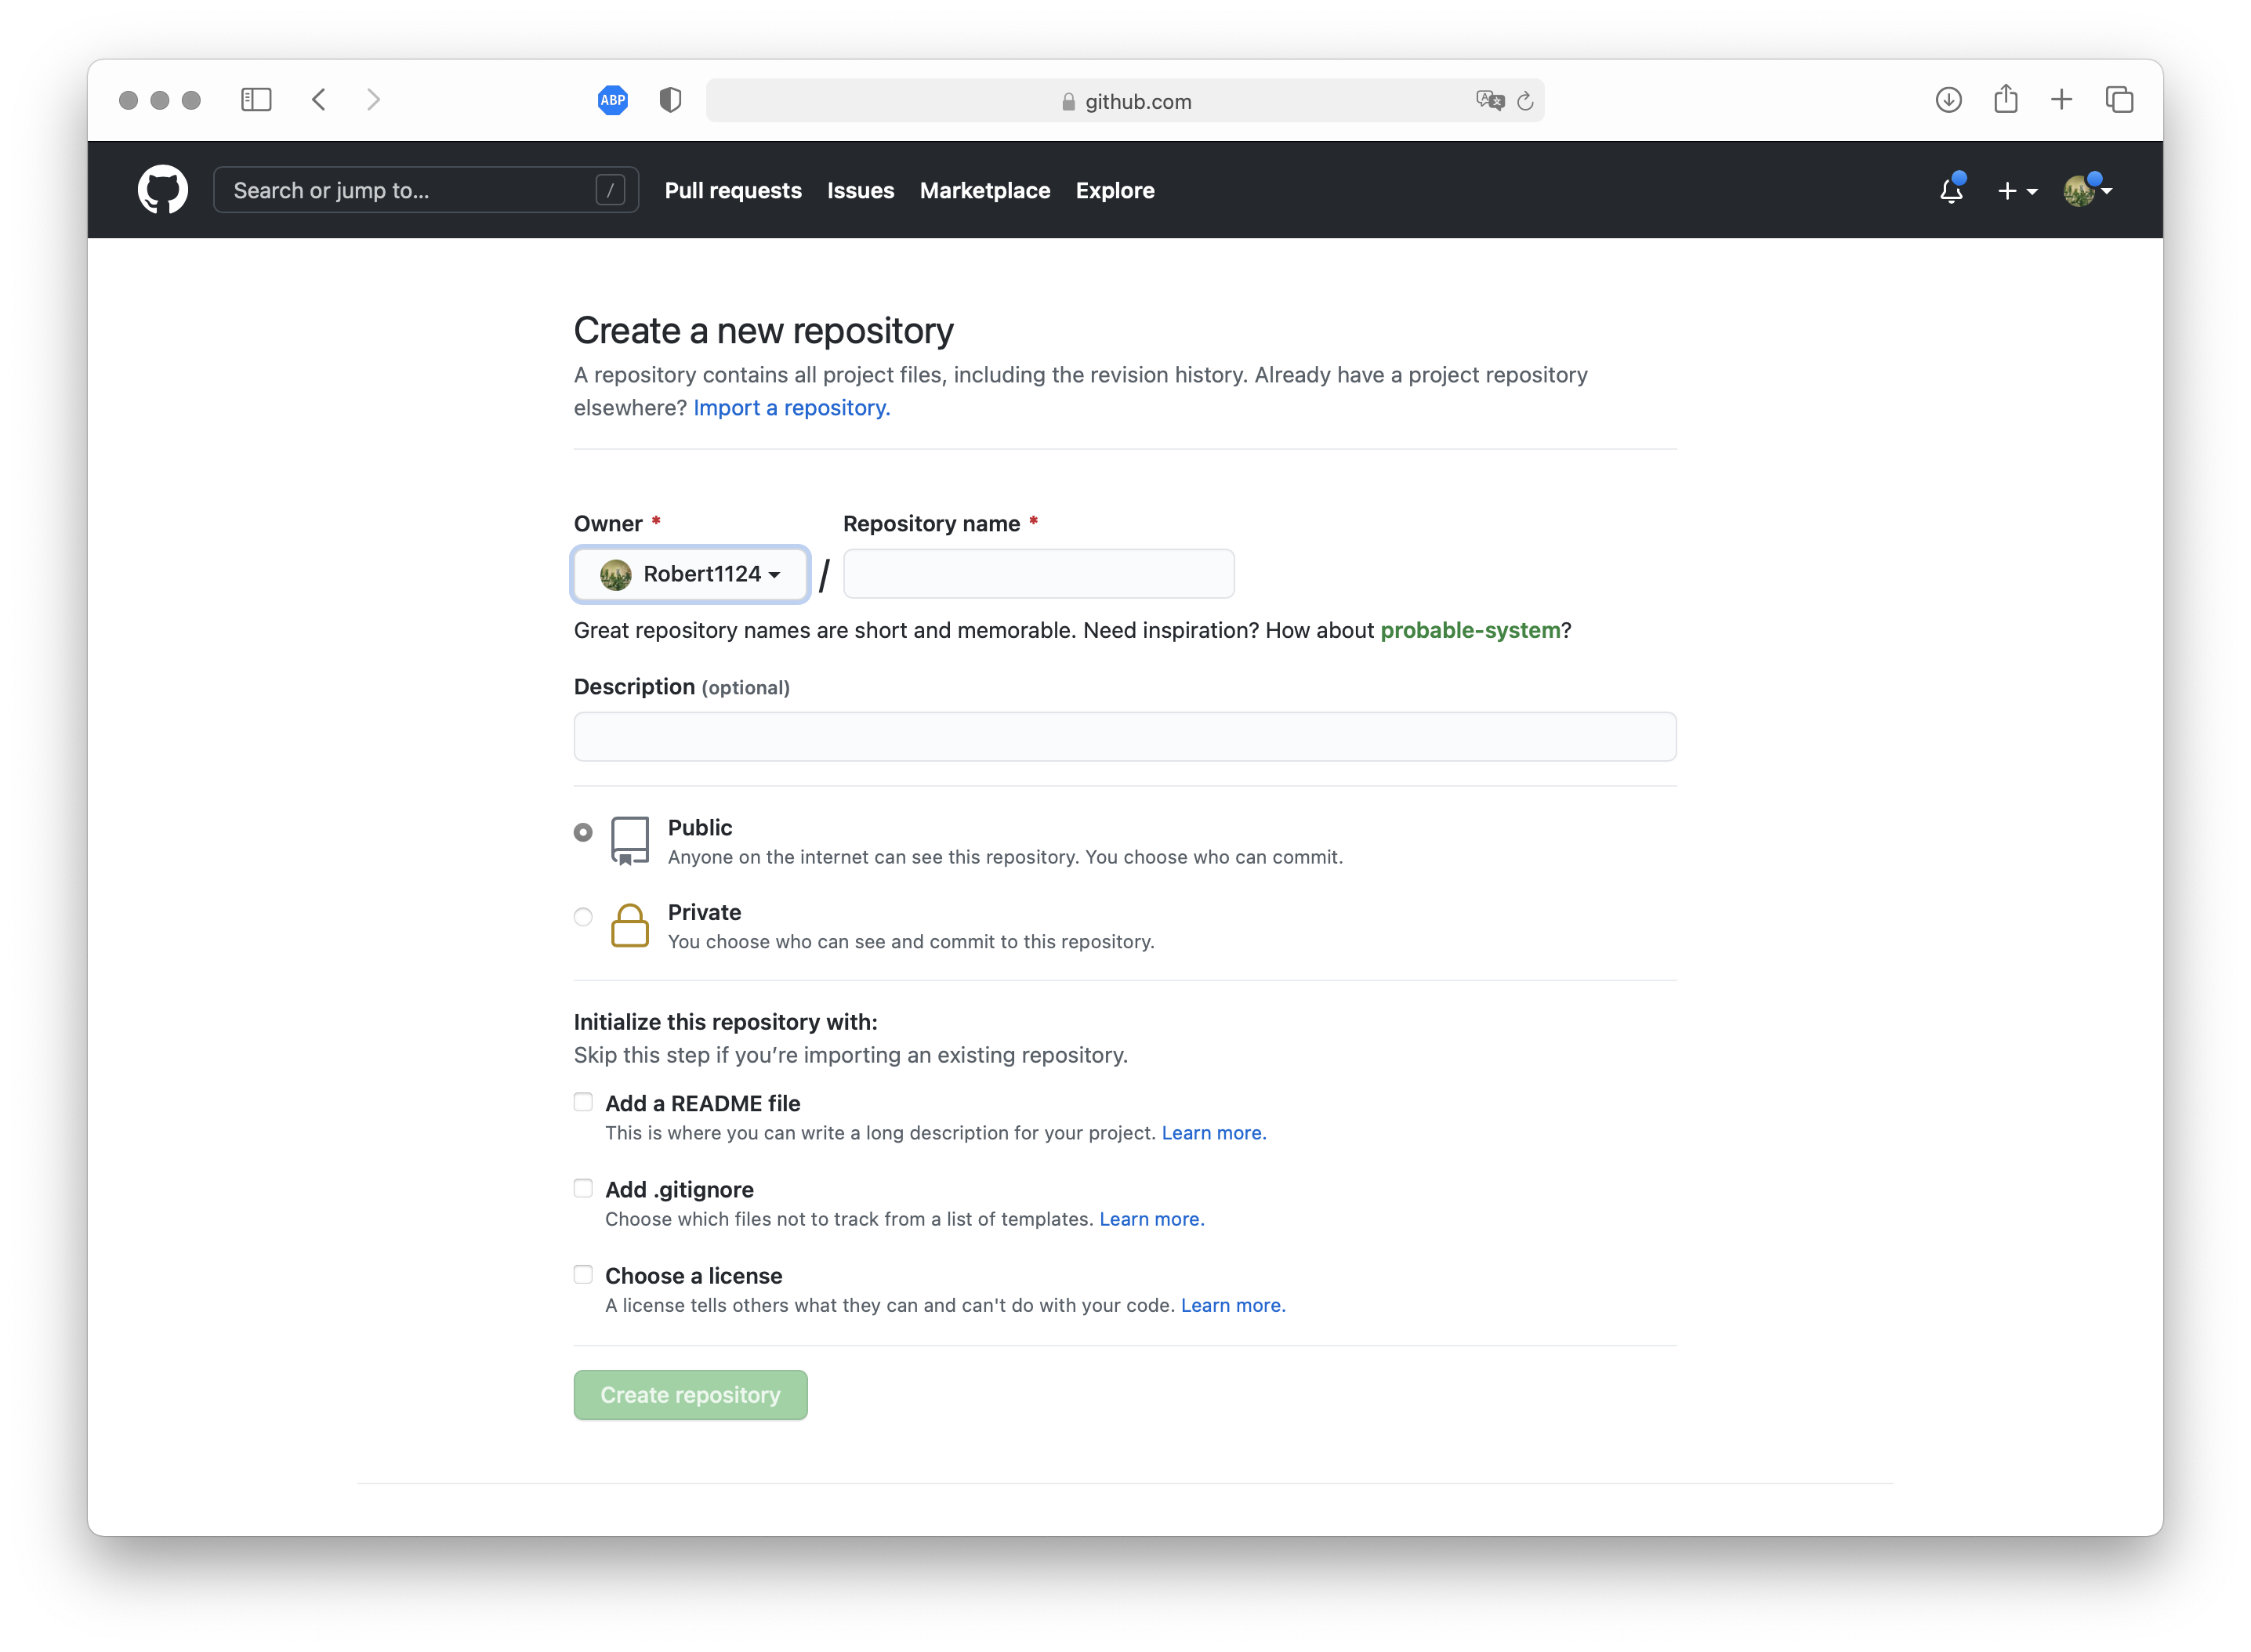 ABP
github.com
Search or jump to... /
Pull requests Issues Marketplace Explore
Create a new repository
A repository contains all project files, including the revision history. Already have a project repository
elsewhere? Import a repository.
Owner * Repository name *
Robert1124 /
Great repository names are short and memorable. Need inspiration? How about probable-system?
Description (optional)
Public
Anyone on the internet can see this repository. You choose who can commit.
Private
You choose who can see and commit to this repository.
Initialize this repository with:
Skip this step if you’re importing an existing repository.
Add a README file
This is where you can write a long description for your project. Learn more.
Add .gitignore
Choose which files not to track from a list of templates. Learn more.
Choose a license
A license tells others what they can and can't do with your code. Learn more.
Create repository